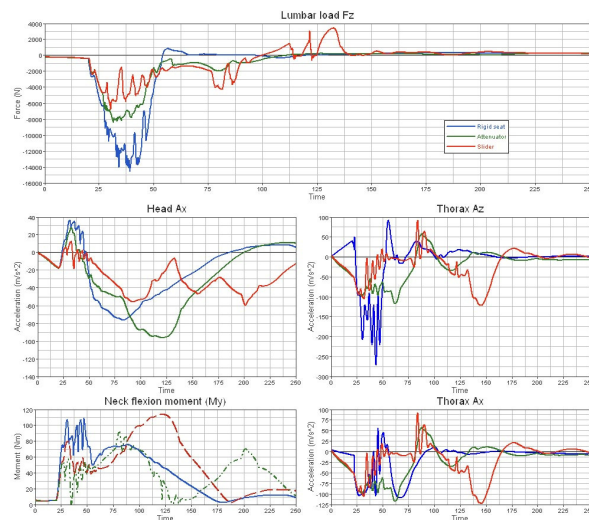 Lumbar load Fz
4000
2000
0
-2000
-4000
-6000
-8000
-10000
-12000
-14000
-16000
Force (N)
Rigid seat
Attenuator
Slider
0 25 50 75 100 125 150 175 200 225 250
Time
Head Ax
40
20
0
-20
-40
-60
-80
-100
-120
-140
Acceleration (m/s^2)
0 25 50 75 100 125 150 175 200 225 250
Time
Thorax Az
100
50
0
-50
-100
-150
-200
-250
-300
Acceleration (m/s^2)
0 25 50 75 100 125 150 175 200 225 250
Time
Neck flexion moment (My)
120
100
80
60
40
20
0
Moment (Nm)
0 25 50 75 100 125 150 175 200 225 250
Time
Thorax Ax
100
75
50
25
0
-25
-50
-75
-100
-125
Acceleration (m/s^2)
0 25 50 75 100 125 150 175 200 225 250
Time